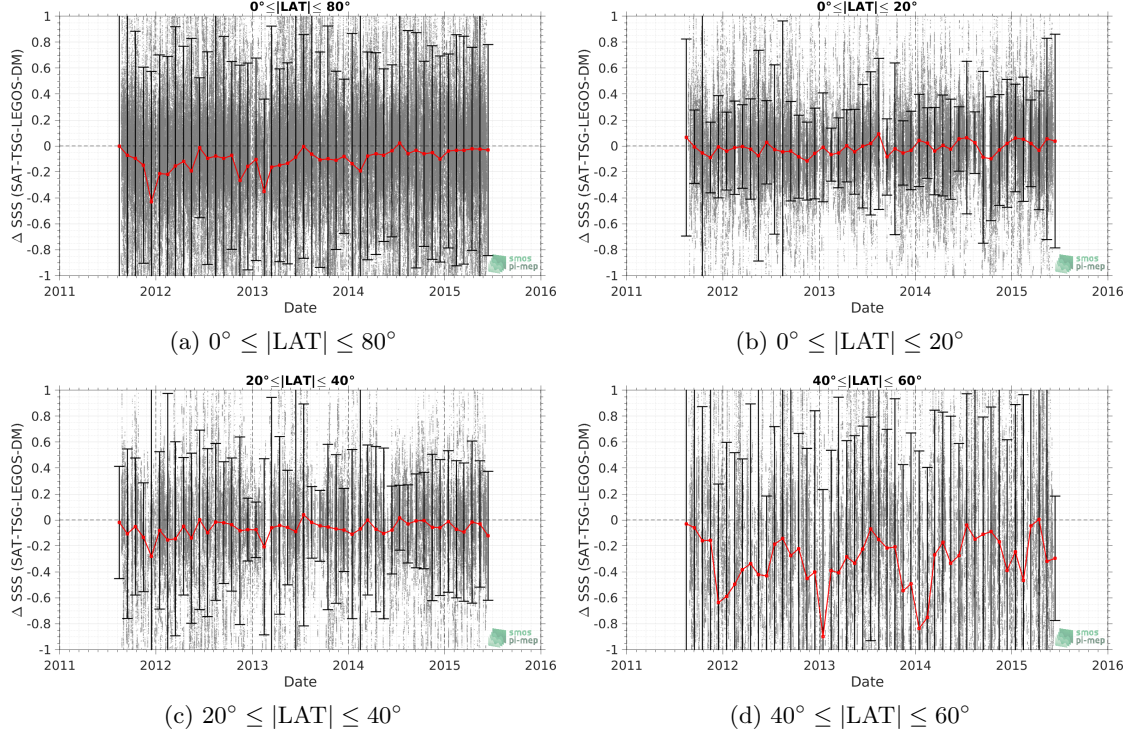 0°≤|LAT|≤ 80°
1
0.8
0.6
0.4
0.2
0
-0.2
-0.4
-0.6
-0.8
-1
Δ SSS (SAT-TSG-LEGOS-DM)
2011 2012 2013 2014 2015 2016
Date
smos
pi-mep
(a) 0° ≤ |LAT| ≤ 80°
0°≤|LAT|≤ 20°
1
0.8
0.6
0.4
0.2
0
-0.2
-0.4
-0.6
-0.8
-1
Δ SSS (SAT-TSG-LEGOS-DM)
2011 2012 2013 2014 2015 2016
Date
smos
pi-mep
(b) 0° ≤ |LAT| ≤ 20°
20°≤|LAT|≤ 40°
1
0.8
0.6
0.4
0.2
0
-0.2
-0.4
-0.6
-0.8
-1
Δ SSS (SAT-TSG-LEGOS-DM)
2011 2012 2013 2014 2015 2016
Date
smos
pi-mep
(c) 20° ≤ |LAT| ≤ 40°
40°≤|LAT|≤ 60°
1
0.8
0.6
0.4
0.2
0
-0.2
-0.4
-0.6
-0.8
-1
Δ SSS (SAT-TSG-LEGOS-DM)
2011 2012 2013 2014 2015 2016
Date
smos
pi-mep
(d) 40° ≤ |LAT| ≤ 60°